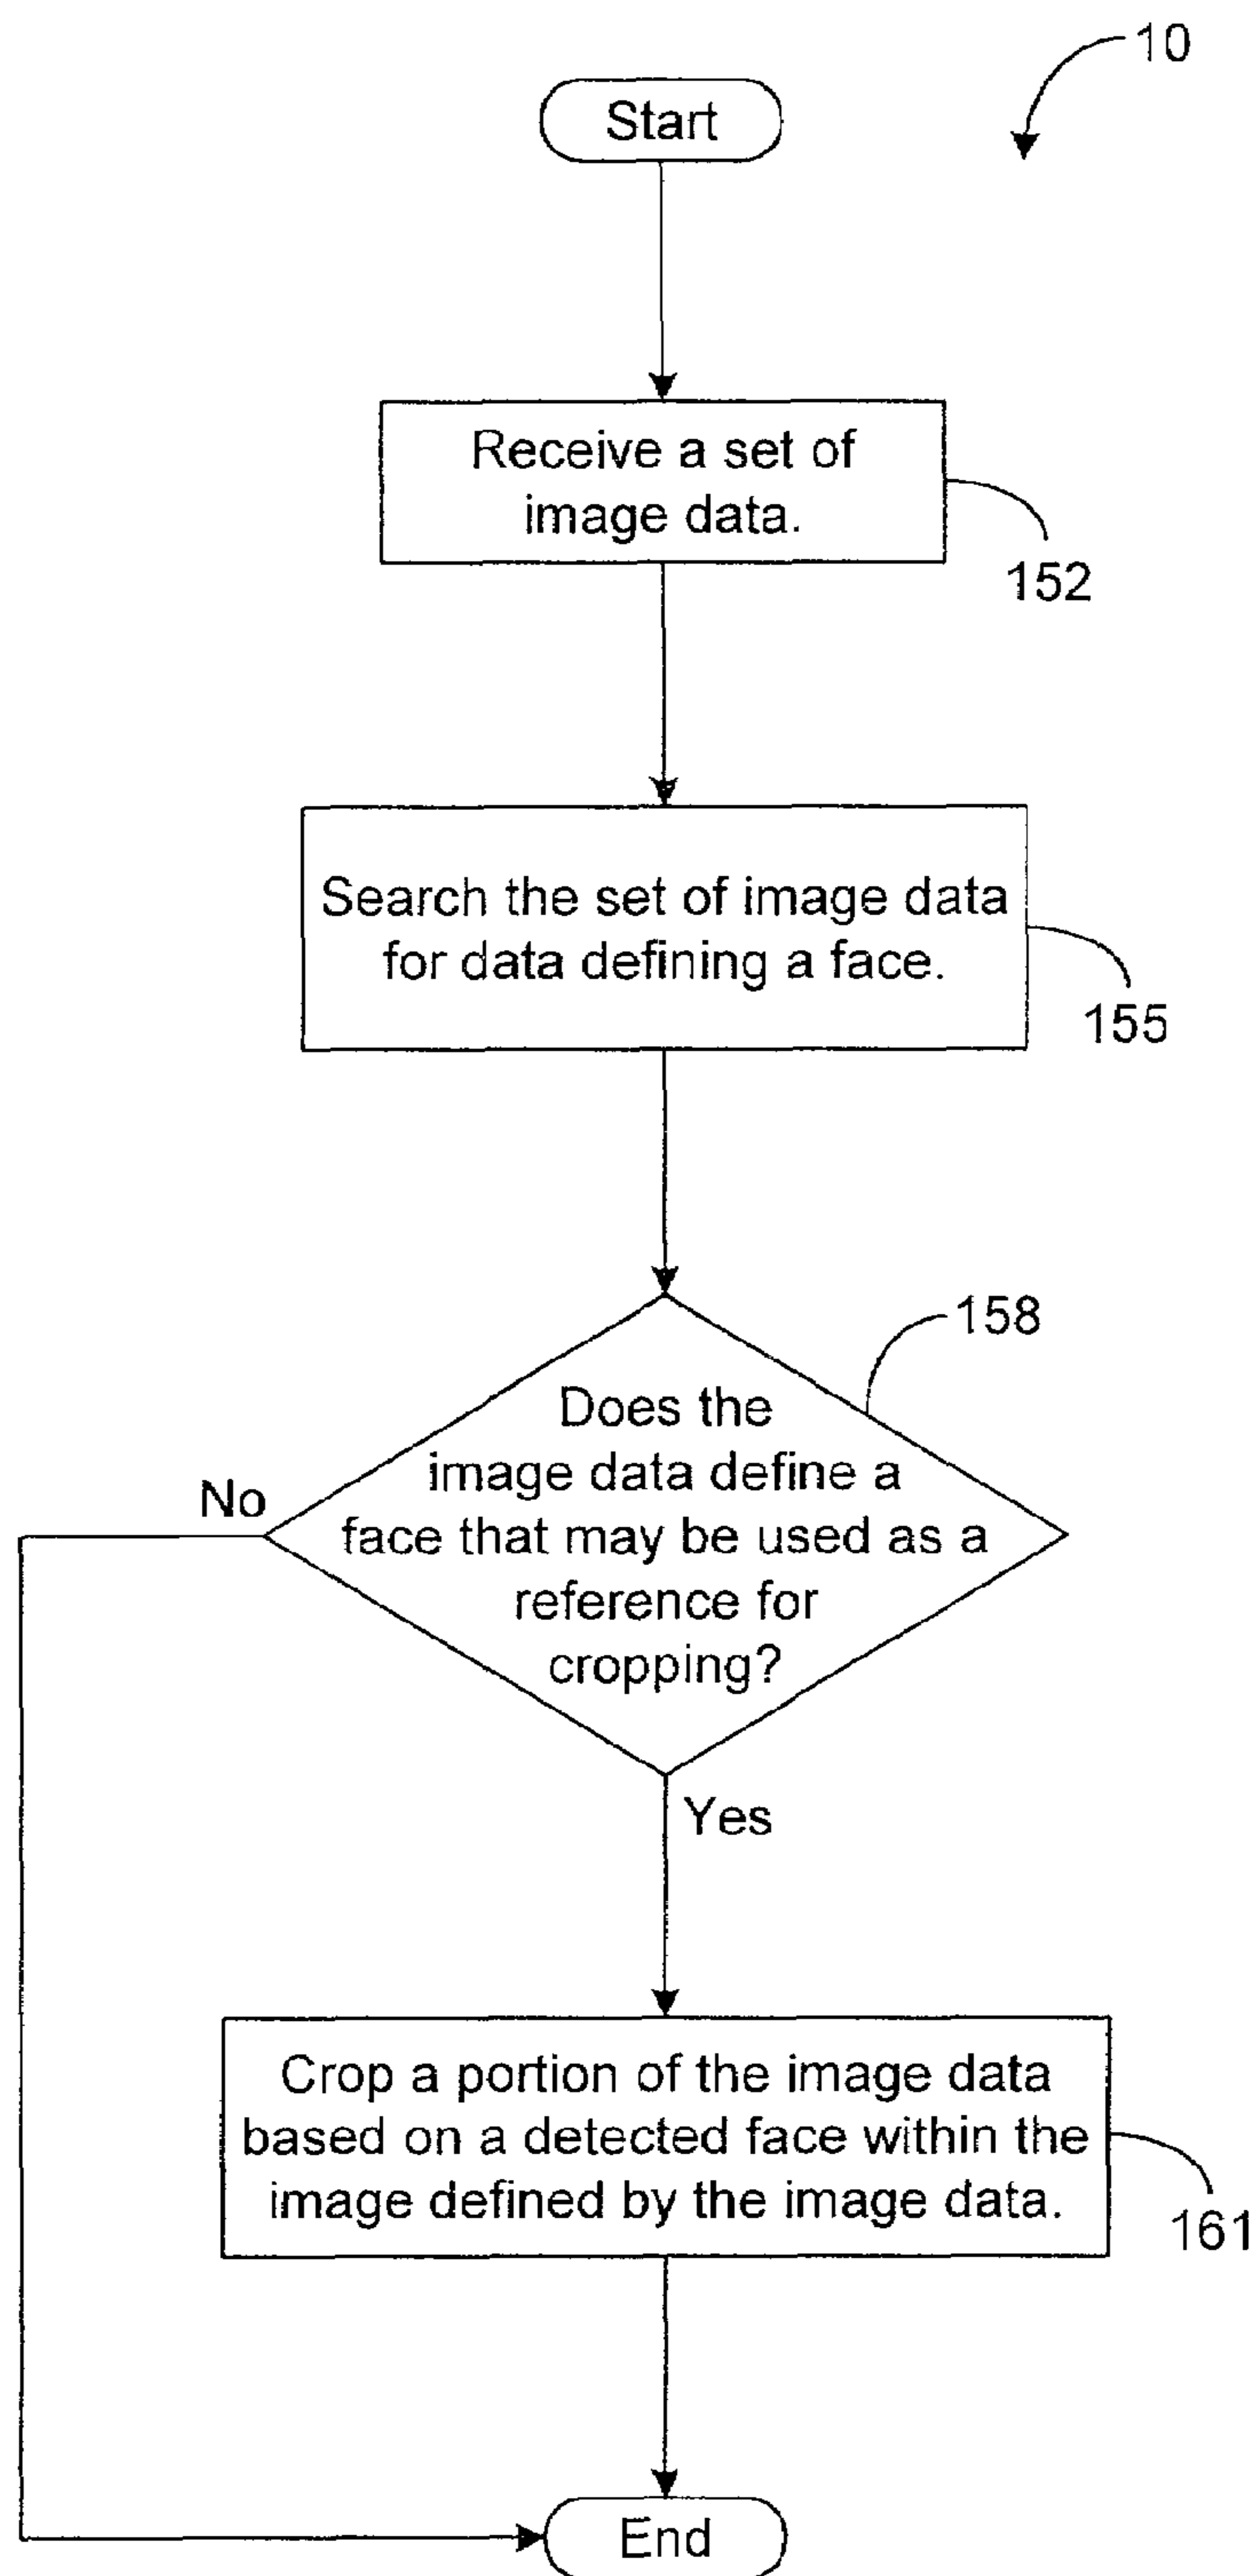 10
Start
Receive a set of
image data.
152
Search the set of image data
for data defining a face.
155
158
Does the
image data define a
face that may be used as a
reference for
cropping?
No
Yes
Crop a portion of the image data
based on a detected face within the
image defined by the image data.
161
End